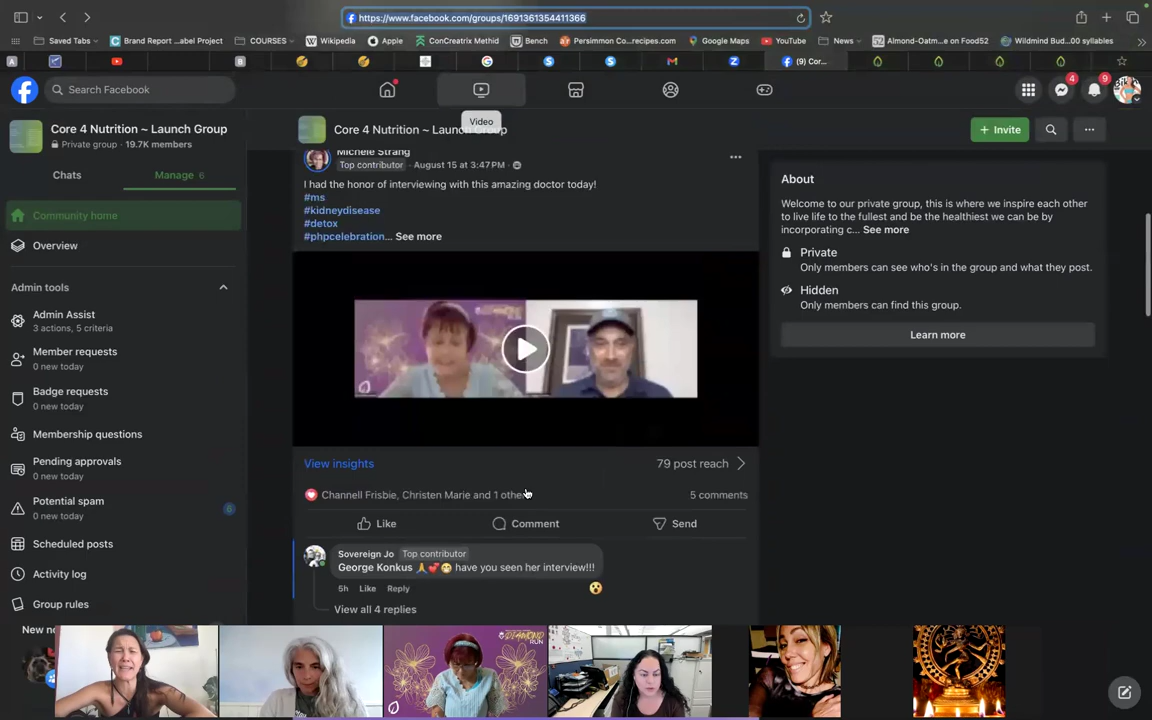 https://www.facebook.com/groups/1691361354411366
Saved Tabs
Brand Report ...abel Project
COURSES
Wikipedia
Apple
ConCreatrix Methid
Bench
Persimmon Co...recipes.com
Google Maps
YouTube
News
Almond-Oatm...e on Food52
Wildmind Bud...00 syllables
(9) Cor...
Search Facebook
4
9
Video
Core 4 Nutrition ~ Launch Group
Private group · 19.7K members
Chats
Manage 6
Community home
Overview
Admin tools
Admin Assist
3 actions, 5 criteria
Member requests
0 new today
Badge requests
0 new today
Membership questions
Pending approvals
0 new today
Potential spam
0 new today
6
Scheduled posts
Activity log
Group rules
Core 4 Nutrition ~ Launch Group
+ Invite
Michele Strang
Top contributor · August 15 at 3:47 PM ·
I had the honor of interviewing with this amazing doctor today!
#ms
#kidneydisease
#detox
#phpcelebration... See more
View insights
79 post reach
Channell Frisbie, Christen Marie and 1 other
5 comments
Like
Comment
Send
Sovereign Jo Top contributor
George Konkus 🙏💕😁 have you seen her interview!!!
5h Like Reply
View all 4 replies
About
Welcome to our private group, this is where we inspire each other
to live life to the fullest and be the healthiest we can be by
incorporating c... See more
Private
Only members can see who's in the group and what they post.
Hidden
Only members can find this group.
Learn more
DIAMOND
RUN